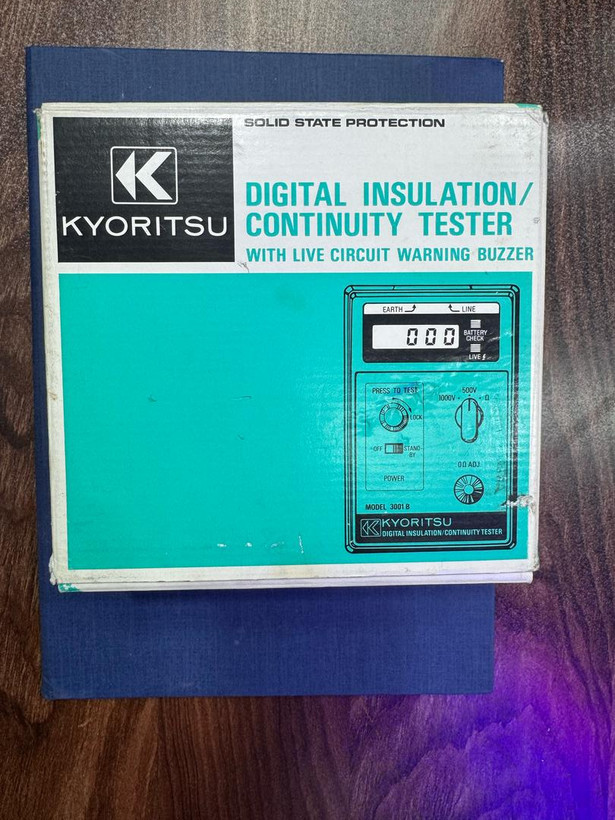 SOLID STATE PROTECTION
KYORITSU
DIGITAL INSULATION/
CONTINUITY TESTER
WITH LIVE CIRCUIT WARNING BUZZER
EARTH LINE
000
BATTERY
CHECK
LIVE
PRESS TO TEST
LOCK
OFF STAND-
BY
POWER
500V
1000V Ω
0Ω ADJ.
MODEL 3001B
KYORITSU
DIGITAL INSULATION/CONTINUITY TESTER